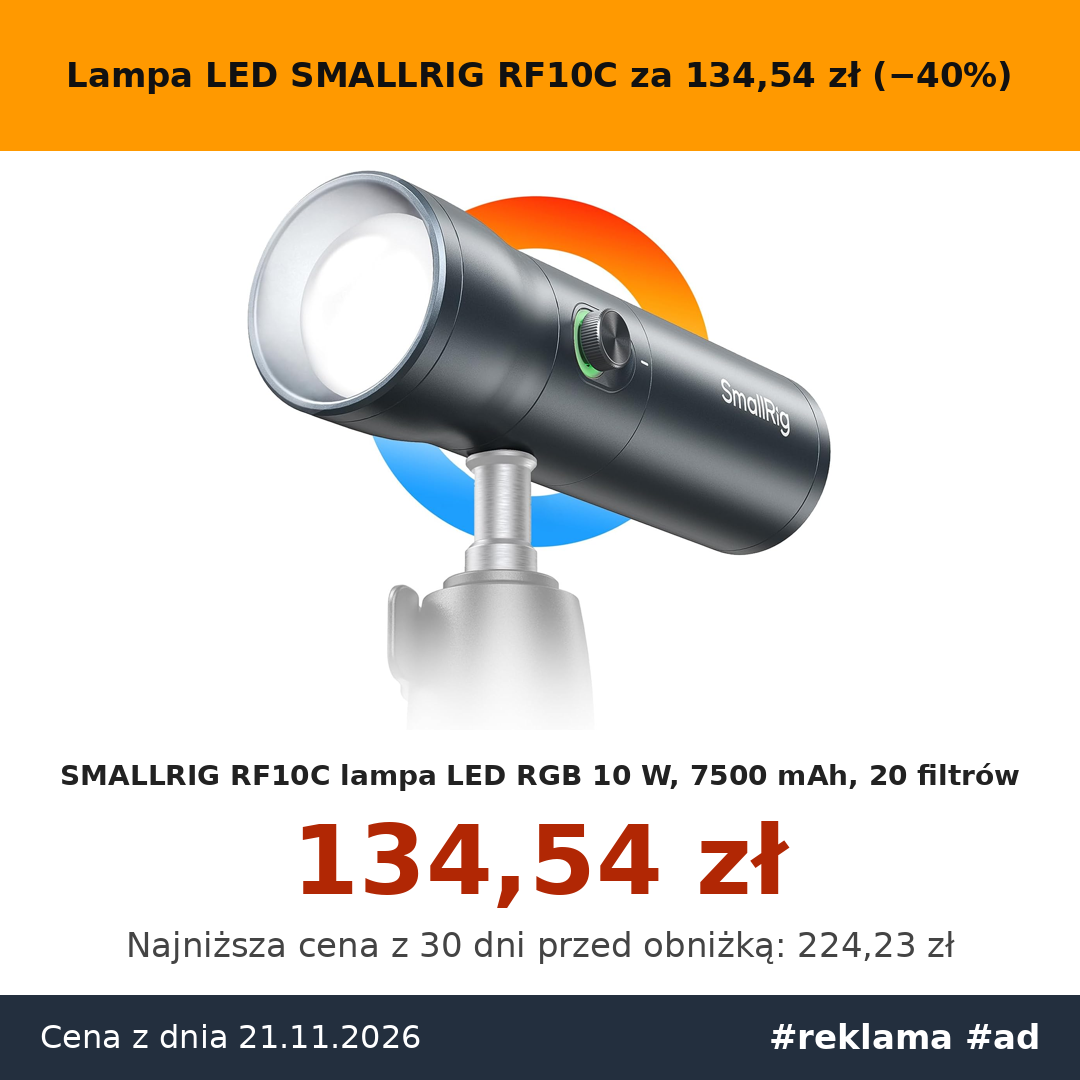 Lampa LED SMALLRIG RF10C za 134,54 zł (−40%)
SmallRig
SMALLRIG RF10C lampa LED RGB 10 W, 7500 mAh, 20 filtrów
134,54 zł
Najniższa cena z 30 dni przed obniżką: 224,23 zł
Cena z dnia 21.11.2026
#reklama #ad